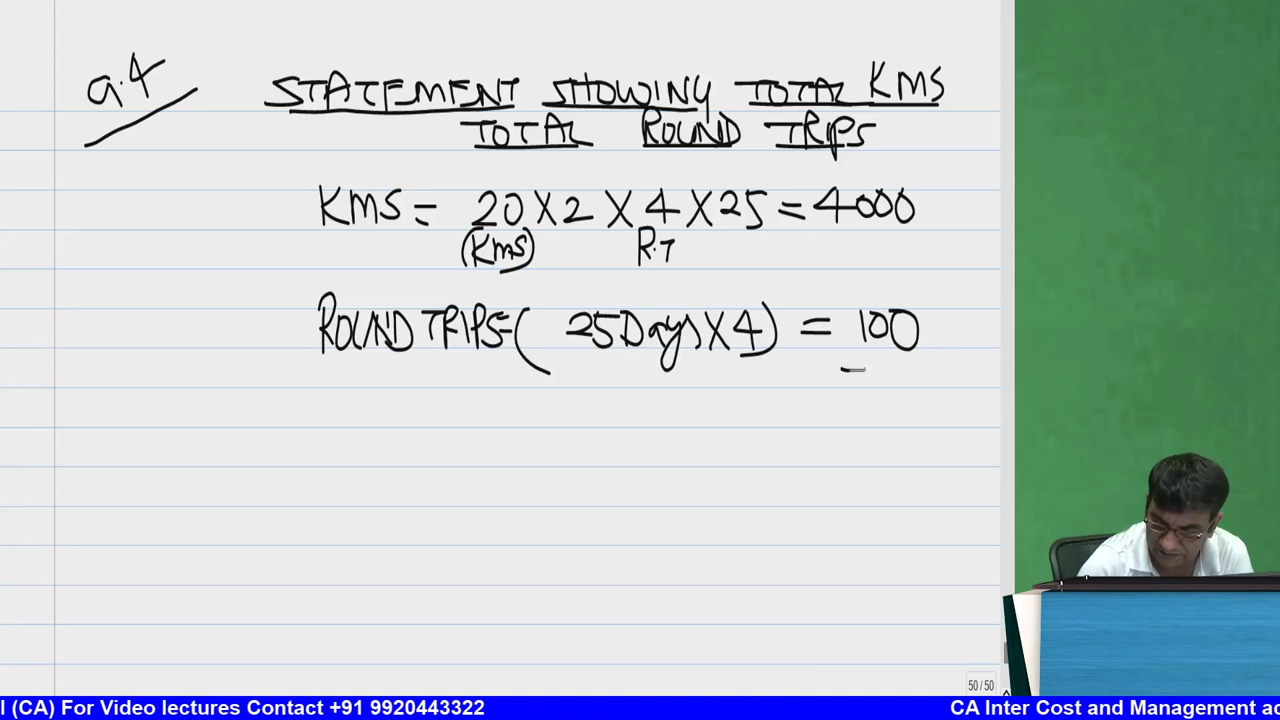 Q.4
STATEMENT SHOWING TOTAL KMS
TOTAL ROUND TRIPS
KMS = 20 X 2 X 4 X 25 = 4000
(KMS) R.T
ROUND TRIPS = ( 25 Days X 4 ) = 100
50 / 50
l (CA) For Video lectures Contact +91 9920443322
CA Inter Cost and Management ac